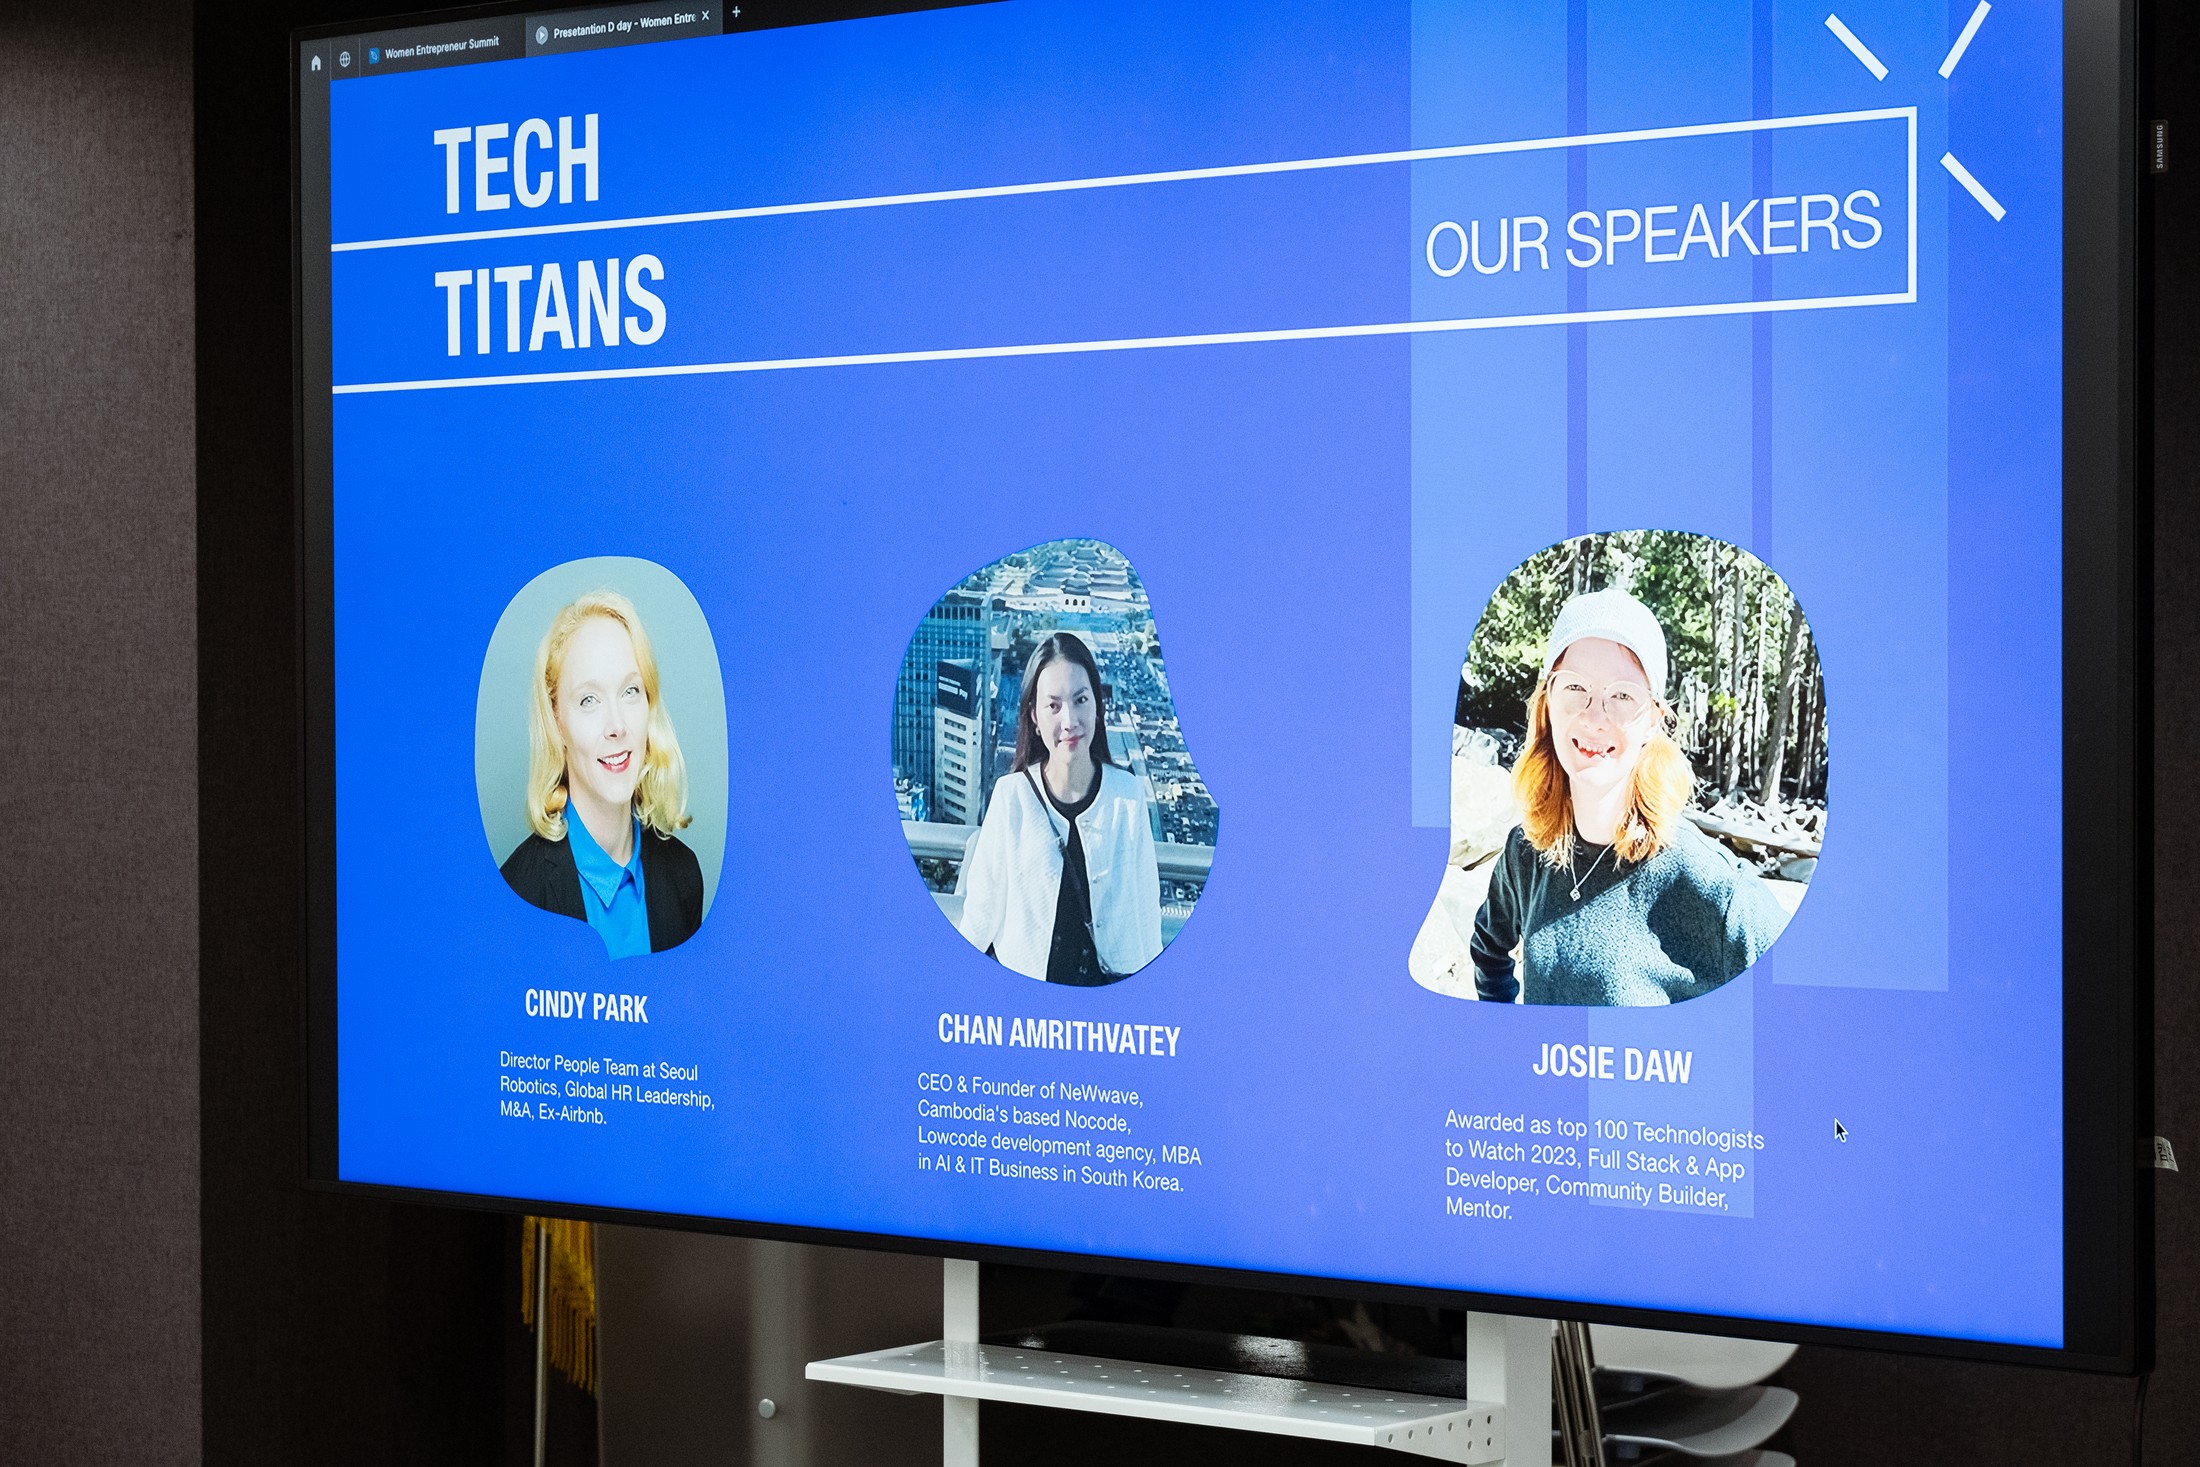 Women Entrepreneur Summit
Presetantion D day - Women Entre
TECH
TITANS
OUR SPEAKERS
SAMSUNG
CINDY PARK
Director People Team at Seoul
Robotics, Global HR Leadership,
M&A, Ex-Airbnb.
CHAN AMRITHVATEY
CEO & Founder of NeWwave,
Cambodia's based Nocode,
Lowcode development agency, MBA
in AI & IT Business in South Korea.
JOSIE DAW
Awarded as top 100 Technologists
to Watch 2023, Full Stack & App
Developer, Community Builder,
Mentor.